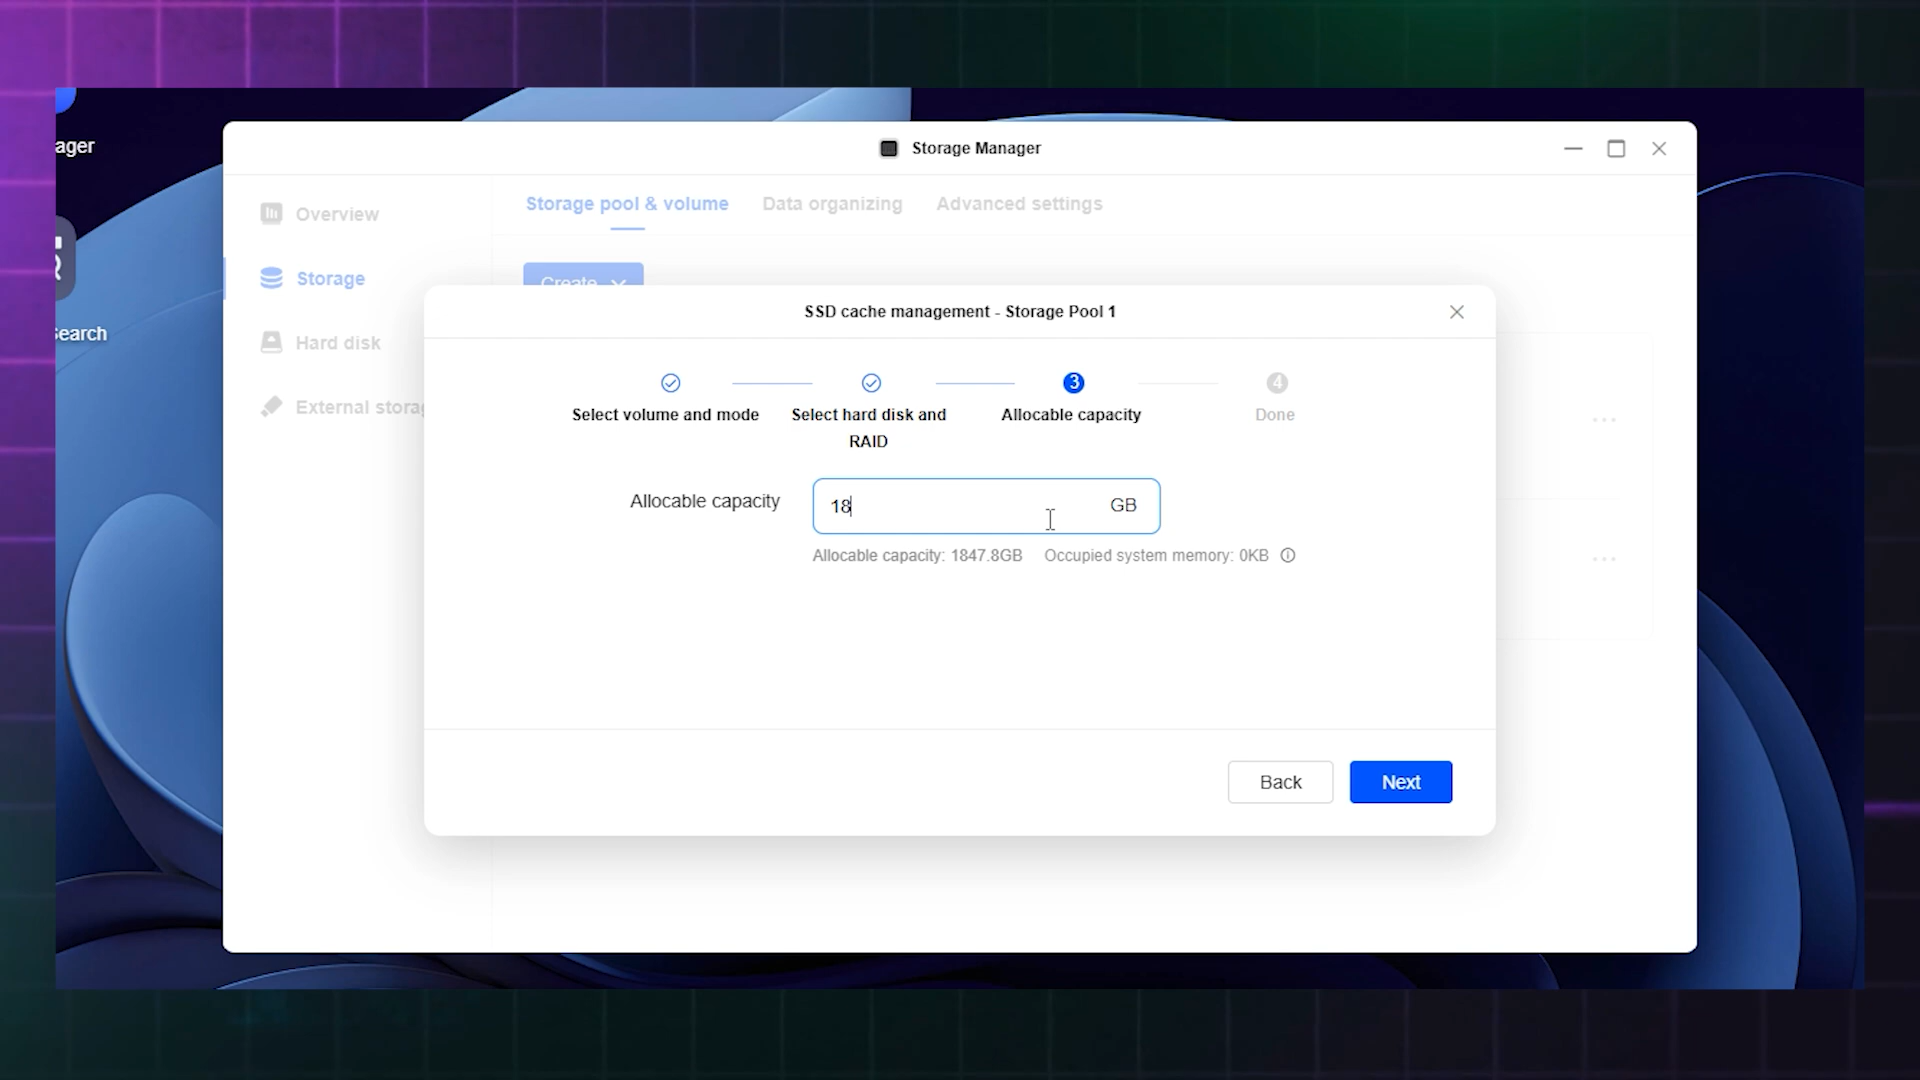 ager
Search
Storage Manager
Overview
Storage
Hard disk
External storag
Storage pool & volume
Data organizing
Advanced settings
Create
SSD cache management - Storage Pool 1
Select volume and mode
Select hard disk and
RAID
3
Allocable capacity
4
Done
Allocable capacity
18
GB
Allocable capacity: 1847.8GB
Occupied system memory: 0KB
Back
Next